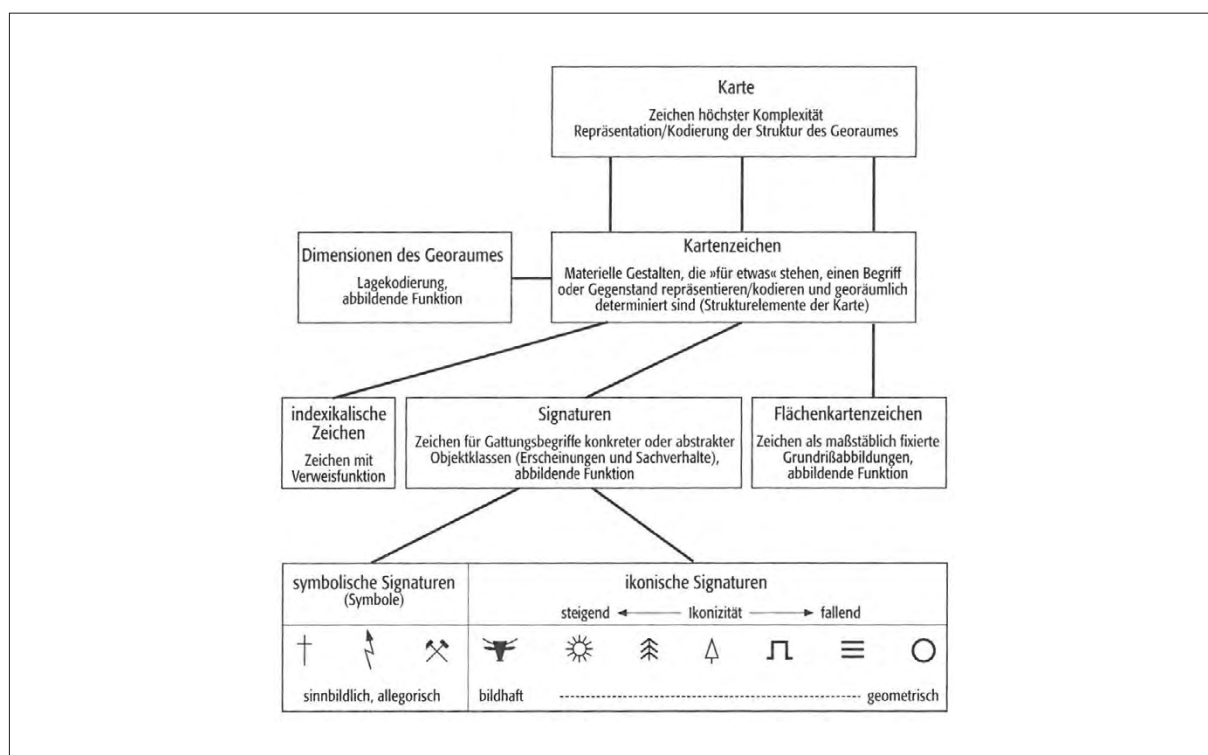 Karte
Zeichen höchster Komplexität
Repräsentation/Kodierung der Struktur des Georaumes
Dimensionen des Georaumes
Lagekodierung,
abbildende Funktion
Kartenzeichen
Materielle Gestalten, die »für etwas« stehen, einen Begriff
oder Gegenstand repräsentieren/kodieren und georäumlich
determiniert sind (Strukturelemente der Karte)
indexikalische
Zeichen
Zeichen mit
Verweisfunktion
Signaturen
Zeichen für Gattungsbegriffe konkreter oder abstrakter
Objektklassen (Erscheinungen und Sachverhalte),
abbildende Funktion
Flächenkartenzeichen
Zeichen als maßstäblich fixierte
Grundrißabbildungen,
abbildende Funktion
symbolische Signaturen
(Symbole)
ikonische Signaturen
steigend Ikonizität fallend
sinnbildlich, allegorisch
bildhaft geometrisch